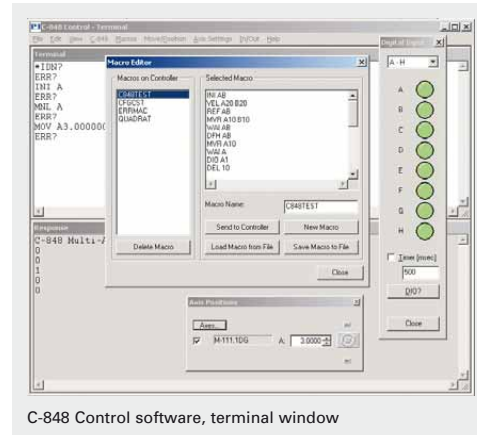 C-848 Control - Terminal
File Edit View C-848 Macros Move/Position Axis Settings In/Out Help
Terminal
*IDN?
ERR?
INI A
ERR?
MNL A
ERR?
MOV A3.00000
ERR?
Macro Editor
Macros on Controller
C848TEST
CFGCST
ERRMAC
QUADRAT
Delete Macro
Selected Macro
INI AB
VEL A20 B20
REF AB
MVR A10 B10
WAI AB
DFH AB
MVR A10
WAI A
DIO A1
DEL 10
Macro Name:
C848TEST
Send to Controller
New Macro
Load Macro from File
Save Macro to File
Close
Digital Input
A - H
A
B
C
D
E
F
G
H
Timer [msec]
500
DIO?
Close
Response
C-848 Multi-A
0
0
1
0
0
Axis Positions
Axes...
M-111.1DG
A:
3.0000
C-848 Control software, terminal window